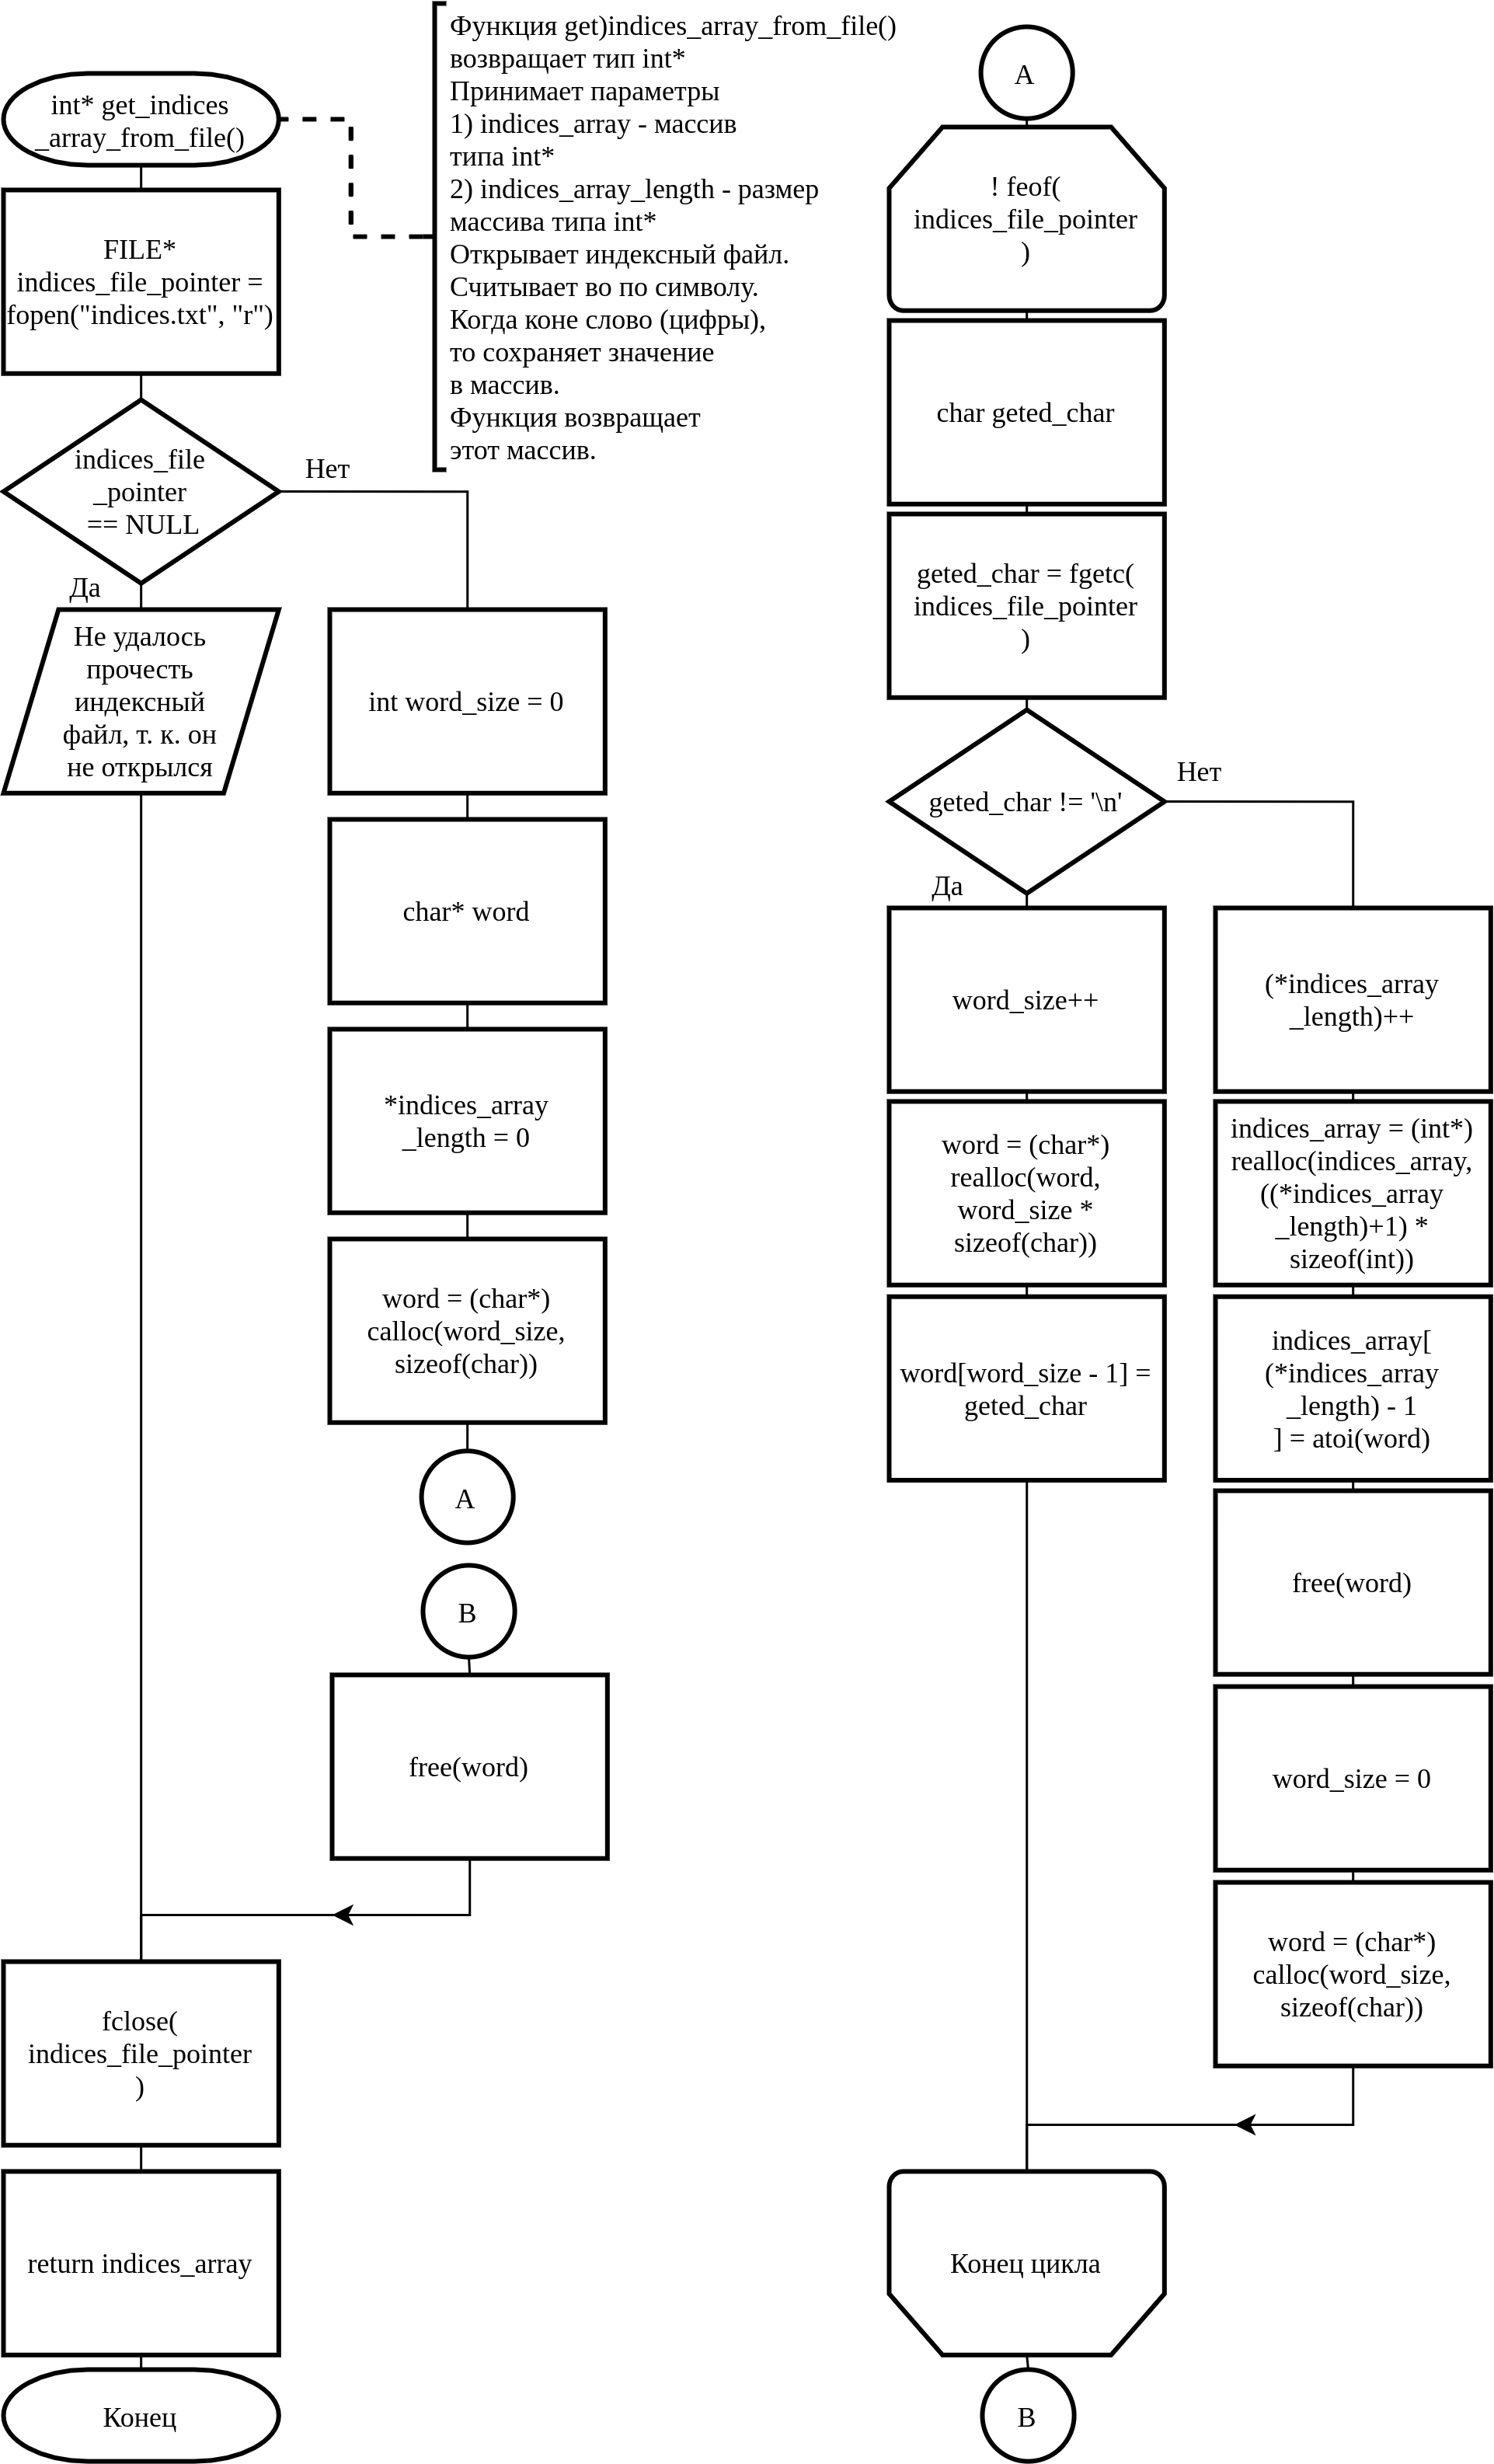 int* get_indices
_array_from_file()
Функция get)indices_array_from_file()
возвращает тип int*
Принимает параметры
1) indices_array - массив
типа int*
2) indices_array_length - размер
массива типа int*
Открывает индексный файл.
Считывает во по символу.
Когда коне слово (цифры),
то сохраняет значение
в массив.
Функция возвращает
этот массив.
FILE*
indices_file_pointer =
fopen("indices.txt", "r")
indices_file
_pointer
== NULL
Нет
Да
Не удалось
прочесть
индексный
файл, т. к. он
не открылся
int word_size = 0
char* word
*indices_array
_length = 0
word = (char*)
calloc(word_size,
sizeof(char))
A
B
free(word)
fclose(
indices_file_pointer
)
return indices_array
Конец
A
! feof(
indices_file_pointer
)
char geted_char
geted_char = fgetc(
indices_file_pointer
)
geted_char != '\n'
Нет
Да
word_size++
word = (char*)
realloc(word,
word_size *
sizeof(char))
word[word_size - 1] =
geted_char
(*indices_array
_length)++
indices_array = (int*)
realloc(indices_array,
((*indices_array
_length)+1) *
sizeof(int))
indices_array[
(*indices_array
_length) - 1
] = atoi(word)
free(word)
word_size = 0
word = (char*)
calloc(word_size,
sizeof(char))
Конец цикла
B